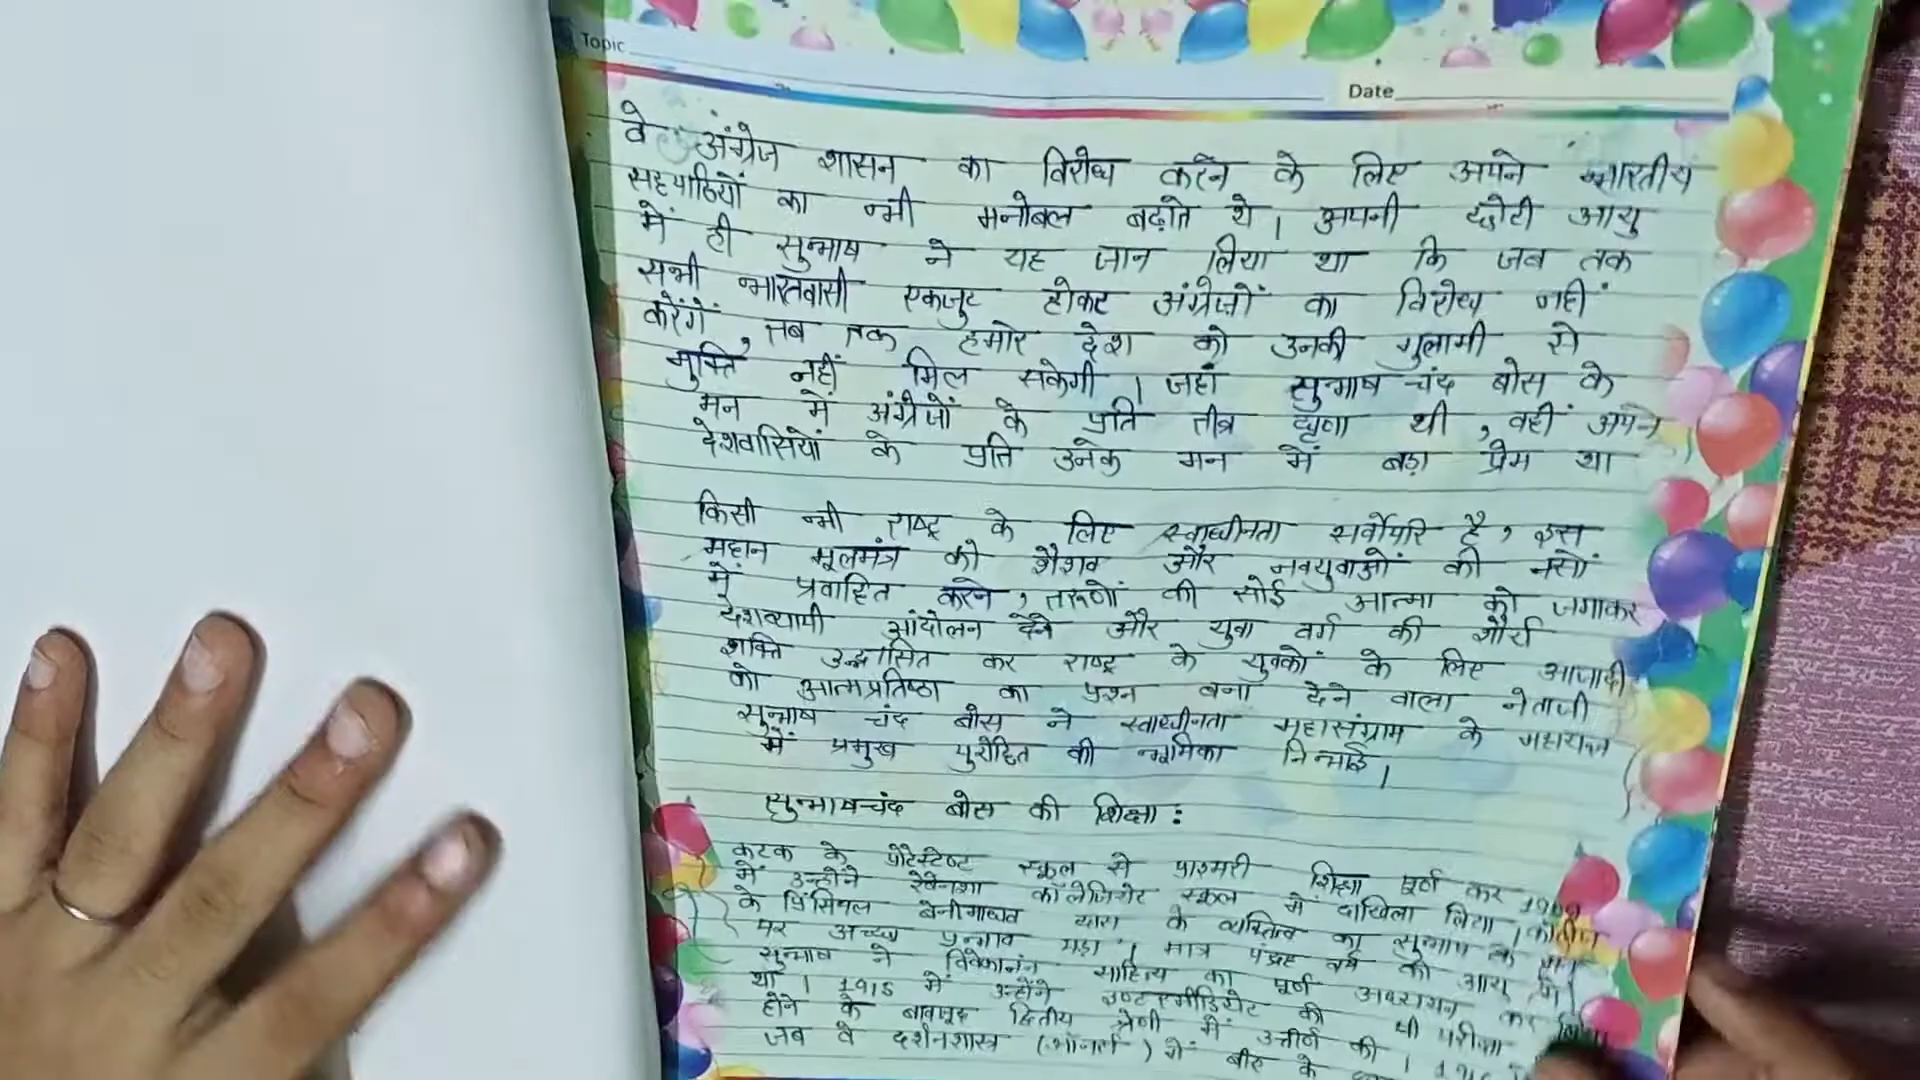 Topic
Date
वे अंग्रेज शासन का विरोध करने के लिए अपने भारतीय
सहपाठियों का भी मनोबल बढ़ाते थे। अपनी छोटी आयु
में ही सुभाष ने यह जान लिया था कि जब तक
सभी भारतवासी एकजुट होकर अंग्रेजों का विरोध नहीं
करेंगें, तब तक हमारे देश को उनकी गुलामी से
मुक्ति नहीं मिल सकेगी। जहां सुभाष चंद बोस के
मन में अंग्रेजों के प्रति तीव्र घृणा थी, वहीं अपने
देशवासियों के प्रति उनके मन में बड़ा प्रेम था
किसी भी राष्ट्र के लिए स्वाधीनता सर्वोपरि है, इस
महान मूलमंत्र को शैशव और नवयुवाओं की नसों
में प्रवाहित करने, तरुणों की सोई आत्मा को जगाकर
देशव्यापी आंदोलन देने और युवा वर्ग की शौर्य
शक्ति उद्भासित कर राष्ट्र के युवकों के लिए आजादी
को आत्मप्रतिष्ठा का प्रश्न बना देने वाला नेताजी
सुभाष चंद बोस ने स्वाधीनता महासंग्राम के महायज्ञ
में प्रमुख पुरोहित की भूमिका निभाई।
सुभाषचंद बोस की शिक्षा:
कटक के प्रोटेस्टेण्ट स्कूल से प्राइमरी शिक्षा पूर्ण कर 1909
में उन्होंने रेवेनशा कॉलेजियेट स्कूल में दाखिला लिया। कॉलेज
के प्रिंसिपल बेनीमाधव दास के व्यक्तित्व का सुभाष के मन
पर अच्छा प्रभाव पड़ा। मात्र पंद्रह वर्ष की आयु में
सुभाष ने विवेकानंद साहित्य का पूर्ण अध्ययन कर लिया
था। 1915 में उन्होंने इण्टरमीडियेट की परीक्षा
होने के बावजूद द्वितीय श्रेणी में उत्तीर्ण की। 1916
जब वे दर्शनशास्त्र (ऑनर्स) में बीए के